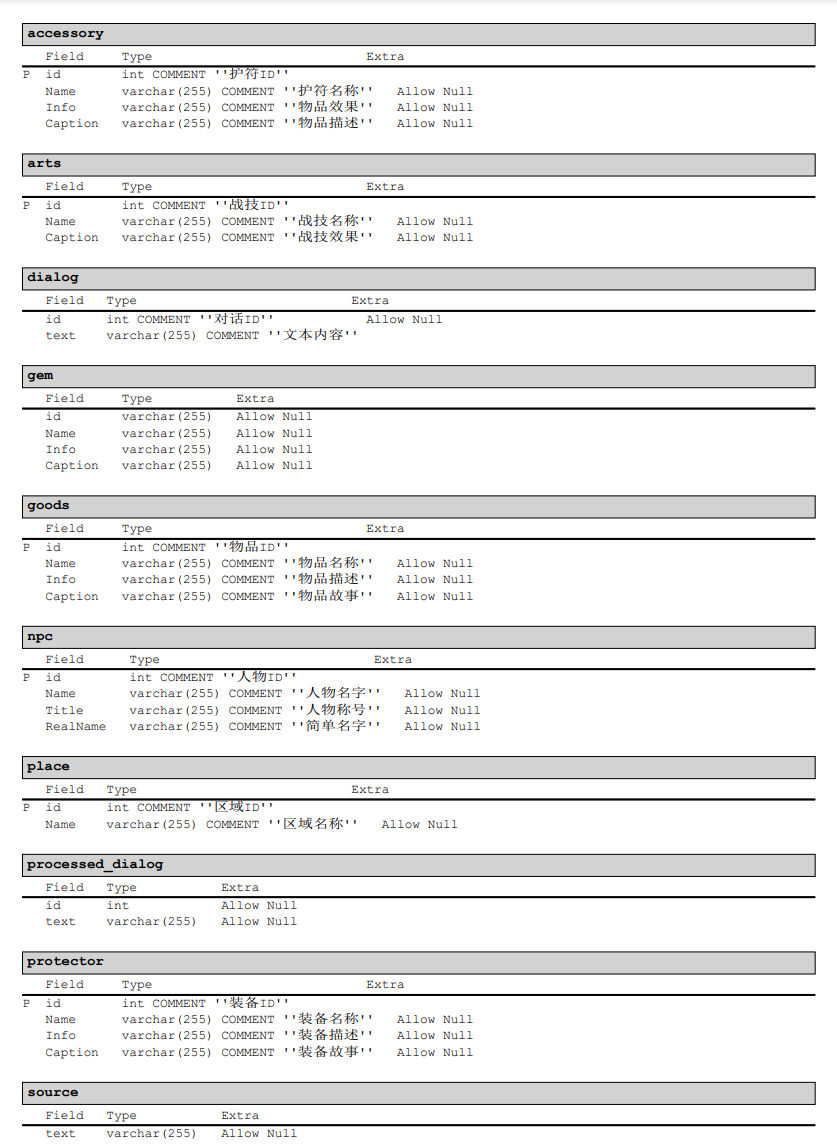 accessory
Field Type Extra
P id int COMMENT ''护符ID''
Name varchar(255) COMMENT ''护符名称'' Allow Null
Info varchar(255) COMMENT ''物品效果'' Allow Null
Caption varchar(255) COMMENT ''物品描述'' Allow Null
arts
Field Type Extra
P id int COMMENT ''战技ID''
Name varchar(255) COMMENT ''战技名称'' Allow Null
Caption varchar(255) COMMENT ''战技效果'' Allow Null
dialog
Field Type Extra
id int COMMENT ''对话ID'' Allow Null
text varchar(255) COMMENT ''文本内容''
gem
Field Type Extra
id varchar(255) Allow Null
Name varchar(255) Allow Null
Info varchar(255) Allow Null
Caption varchar(255) Allow Null
goods
Field Type Extra
P id int COMMENT ''物品ID''
Name varchar(255) COMMENT ''物品名称'' Allow Null
Info varchar(255) COMMENT ''物品描述'' Allow Null
Caption varchar(255) COMMENT ''物品故事'' Allow Null
npc
Field Type Extra
P id int COMMENT ''人物ID''
Name varchar(255) COMMENT ''人物名字'' Allow Null
Title varchar(255) COMMENT ''人物称号'' Allow Null
RealName varchar(255) COMMENT ''简单名字'' Allow Null
place
Field Type Extra
P id int COMMENT ''区域ID''
Name varchar(255) COMMENT ''区域名称'' Allow Null
processed_dialog
Field Type Extra
id int Allow Null
text varchar(255) Allow Null
protector
Field Type Extra
P id int COMMENT ''装备ID''
Name varchar(255) COMMENT ''装备名称'' Allow Null
Info varchar(255) COMMENT ''装备描述'' Allow Null
Caption varchar(255) COMMENT ''装备故事'' Allow Null
source
Field Type Extra
text varchar(255) Allow Null